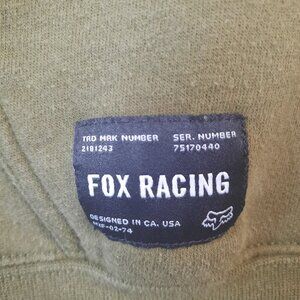 TRD MRK NUMBER SER. NUMBER
2181243 75170440
FOX RACING
DESIGNED IN CA. USA